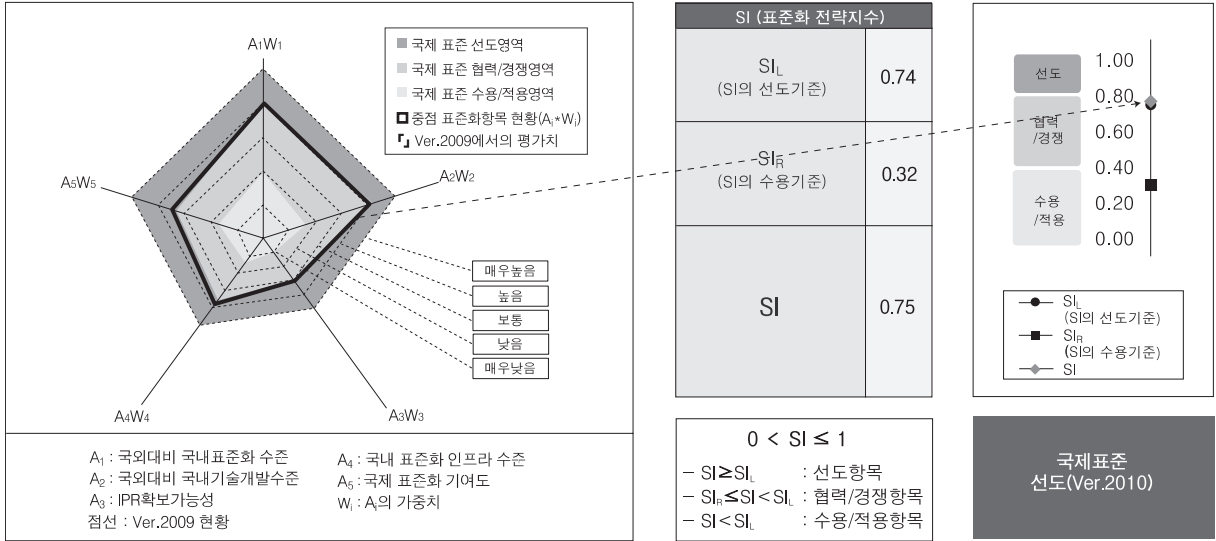 A₁W₁
A₂W₂
A₃W₃
A₄W₄
A₅W₅
국제 표준 선도영역
국제 표준 협력/경쟁영역
국제 표준 수용/적용영역
중점 표준화항목 현황(Aᵢ*Wᵢ)
Ver.2009에서의 평가치
매우높음
높음
보통
낮음
매우낮음
A₁ : 국외대비 국내표준화 수준
A₂ : 국외대비 국내기술개발수준
A₃ : IPR확보가능성
점선 : Ver.2009 현황
A₄ : 국내 표준화 인프라 수준
A₅ : 국제 표준화 기여도
Wᵢ : Aᵢ의 가중치
SI (표준화 전략지수)
SI_L
(SI의 선도기준)
0.74
SI_R
(SI의 수용기준)
0.32
SI
0.75
0 < SI ≤ 1
– SI≥SI_L : 선도항목
– SI_R≤SI<SI_L : 협력/경쟁항목
– SI<SI_L : 수용/적용항목
선도
협력
/경쟁
수용
/적용
1.00
0.80
0.60
0.40
0.20
0.00
SI_L
(SI의 선도기준)
SI_R
(SI의 수용기준)
SI
국제표준
선도(Ver.2010)